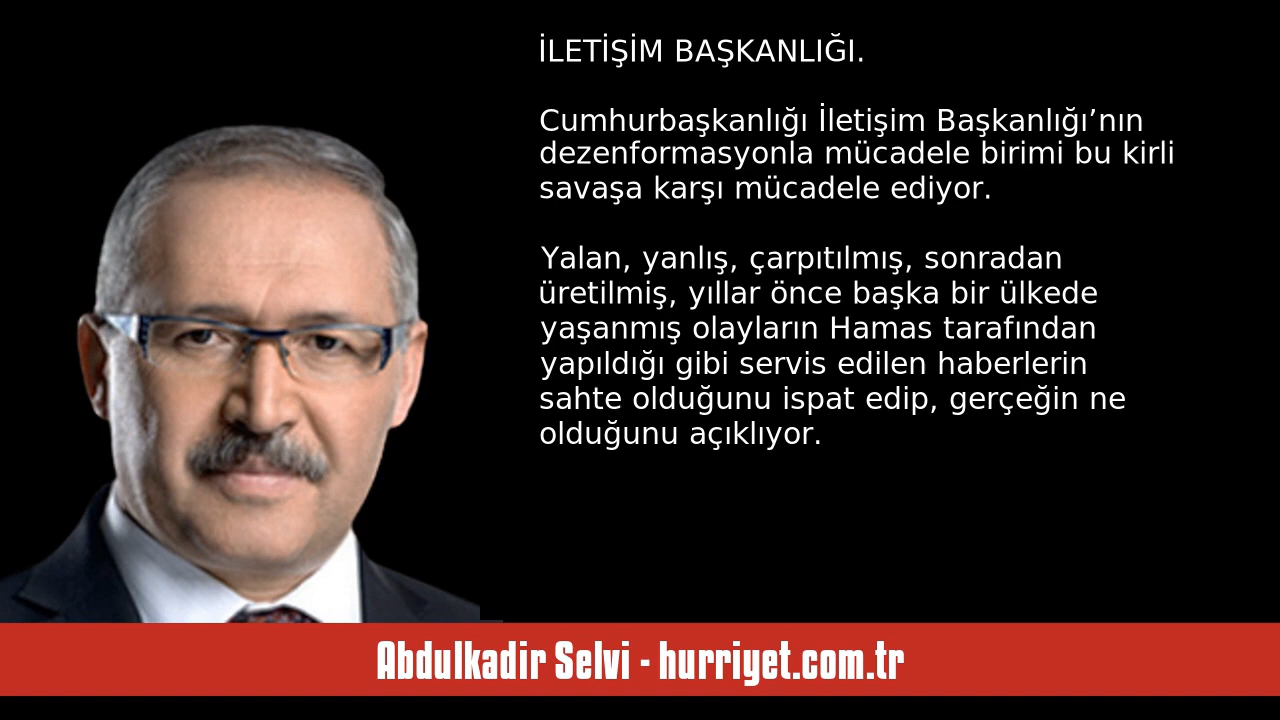 İLETİŞİM BAŞKANLIĞI.
Cumhurbaşkanlığı İletişim Başkanlığı’nın
dezenformasyonla mücadele birimi bu kirli
savaşa karşı mücadele ediyor.
Yalan, yanlış, çarpıtılmış, sonradan
üretilmiş, yıllar önce başka bir ülkede
yaşanmış olayların Hamas tarafından
yapıldığı gibi servis edilen haberlerin
sahte olduğunu ispat edip, gerçeğin ne
olduğunu açıklıyor.
Abdulkadir Selvi - hurriyet.com.tr